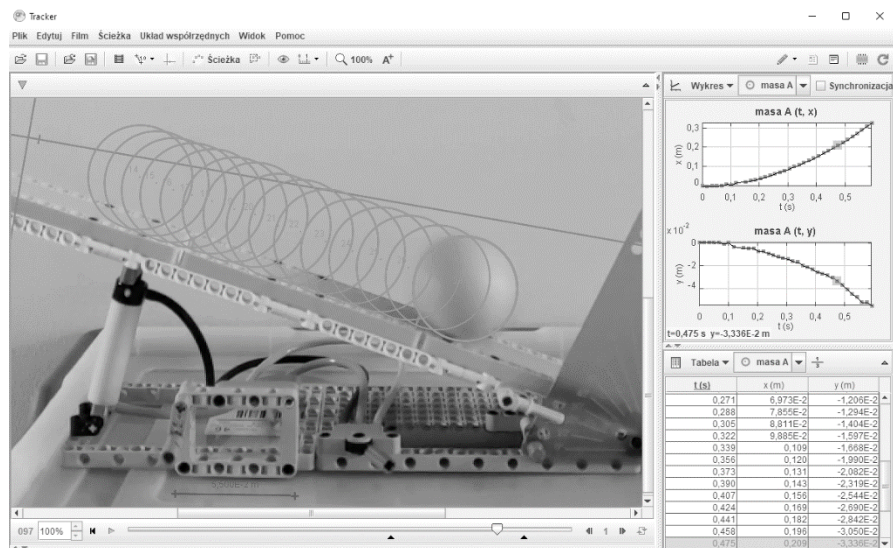 Tracker
Plik Edytuj Film Ścieżka Układ współrzędnych Widok Pomoc
Ścieżka 100% A
Wykres masa A Synchronizacja
masa A (t, x)
0,3
0,2
0,1
0
x (m)
0 0,1 0,2 0,3 0,4 0,5
t (s)
masa A (t, y)
x 10-2
0
-2
-4
y (m)
0 0,1 0,2 0,3 0,4 0,5
t (s)
t=0,475 s y=-3,336E-2 m
Tabela masa A
t (s) x (m) y (m)
0,271 6,973E-2 -1,206E-2
0,288 7,855E-2 -1,294E-2
0,305 8,811E-2 -1,404E-2
0,322 9,885E-2 -1,597E-2
0,339 0,109 -1,668E-2
0,356 0,120 -1,990E-2
0,373 0,131 -2,082E-2
0,390 0,143 -2,319E-2
0,407 0,156 -2,544E-2
0,424 0,169 -2,690E-2
0,441 0,182 -2,842E-2
0,458 0,196 -3,050E-2
0,475 0,209 -3,336E-2
5,500E-2 m
097 100% 1